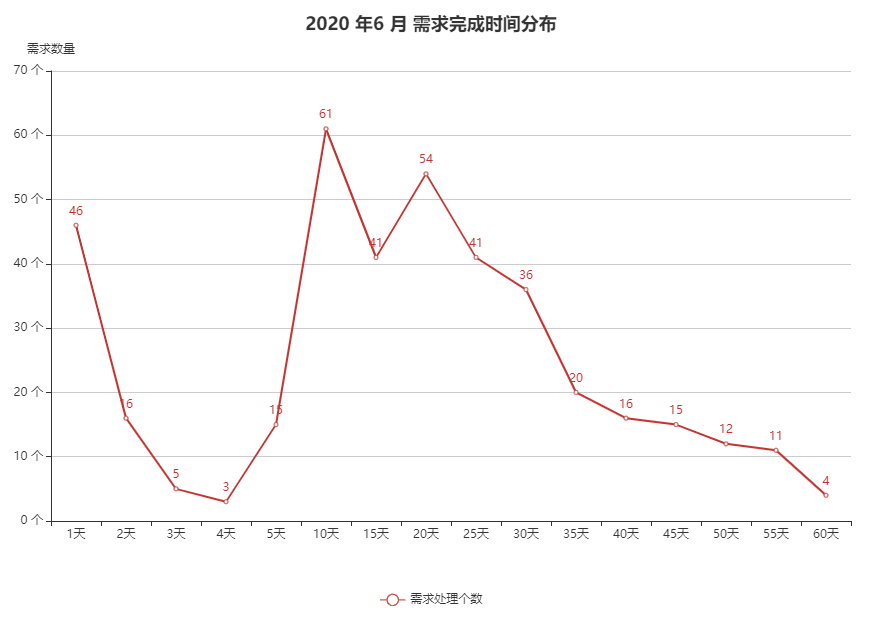 2020 年6 月 需求完成时间分布
需求数量
70 个
60 个
50 个
40 个
30 个
20 个
10 个
0 个
46
16
5
3
15
61
41
54
41
36
20
16
15
12
11
4
1天 2天 3天 4天 5天 10天 15天 20天 25天 30天 35天 40天 45天 50天 55天 60天
需求处理个数